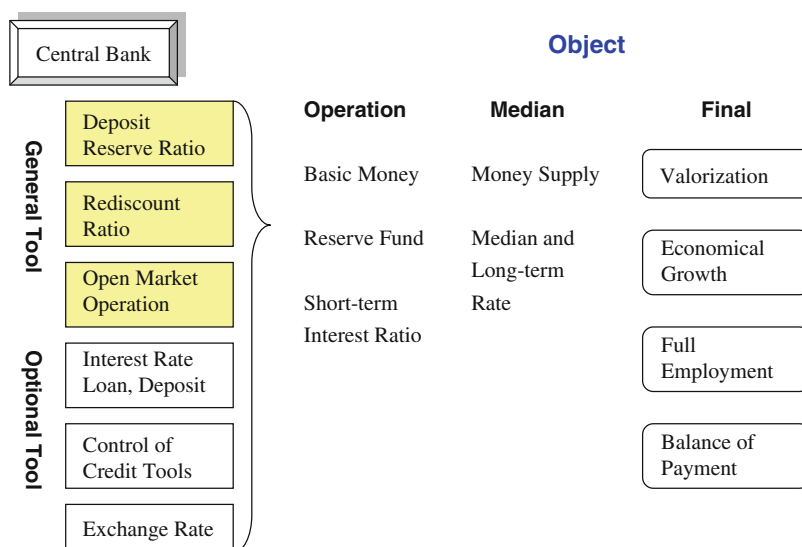 Central Bank
Object
General Tool
Deposit
Reserve Ratio
Rediscount
Ratio
Open Market
Operation
Optional Tool
Interest Rate
Loan, Deposit
Control of
Credit Tools
Exchange Rate
Operation
Basic Money
Reserve Fund
Short-term
Interest Ratio
Median
Money Supply
Median and
Long-term
Rate
Final
Valorization
Economical
Growth
Full
Employment
Balance of
Payment